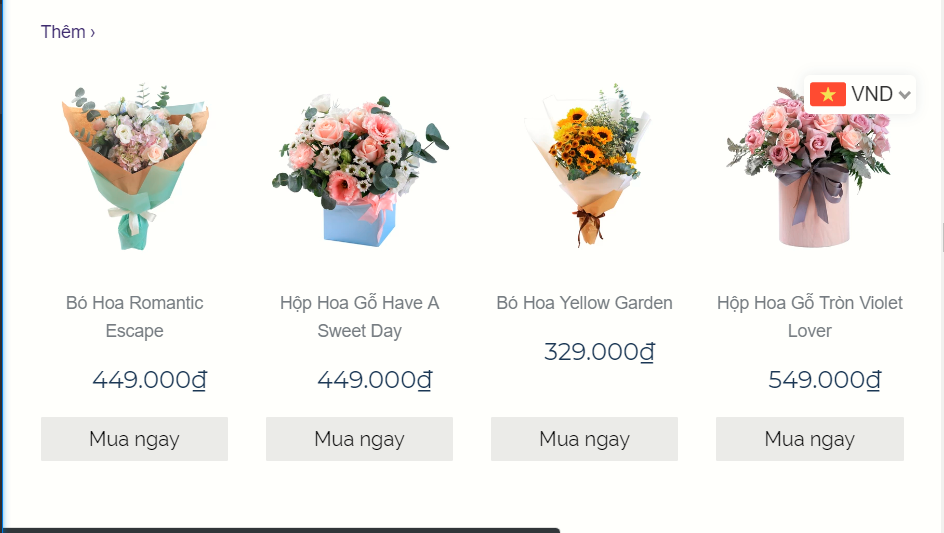 Thêm ›
VND
Bó Hoa Romantic
Escape
449.000₫
Mua ngay
Hộp Hoa Gỗ Have A
Sweet Day
449.000₫
Mua ngay
Bó Hoa Yellow Garden
329.000₫
Mua ngay
Hộp Hoa Gỗ Tròn Violet
Lover
549.000₫
Mua ngay